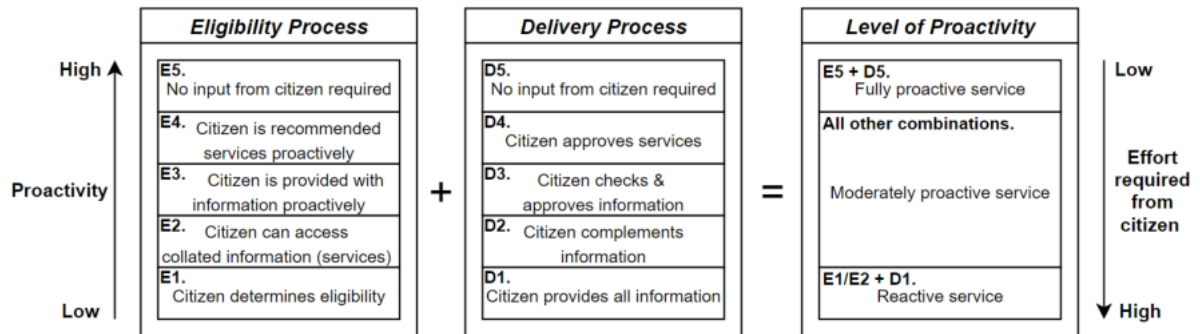 Eligibility Process
Delivery Process
Level of Proactivity
High
Proactivity
Low
E5.
No input from citizen required
E4.
Citizen is recommended
services proactively
E3.
Citizen is provided with
information proactively
E2.
Citizen can access
collated information (services)
E1.
Citizen determines eligibility
+
D5.
No input from citizen required
D4.
Citizen approves services
D3.
Citizen checks &
approves information
D2.
Citizen complements
information
D1.
Citizen provides all information
=
E5 + D5.
Fully proactive service
All other combinations.
Moderately proactive service
E1/E2 + D1.
Reactive service
Low
Effort
required
from
citizen
High